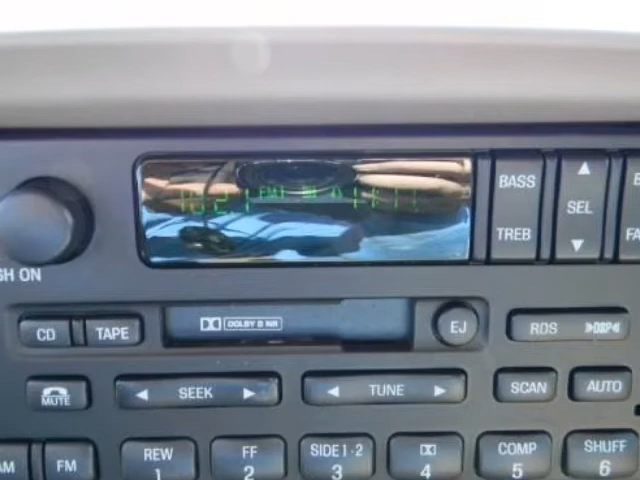 BASS
SEL
TREB
SH ON
CD TAPE
DOLBY B NR
EJ
RDS
DSP
MUTE
SEEK
TUNE
SCAN
AUTO
AM
FM
REW
1
FF
2
SIDE 1-2
3
4
COMP
5
SHUFF
6